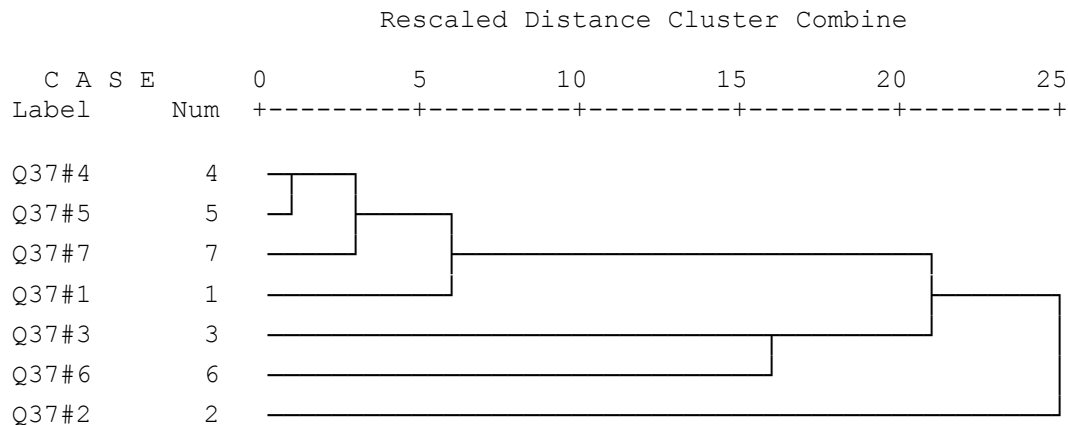 Rescaled Distance Cluster Combine
C A S E 0 5 10 15 20 25
Label Num +---------+---------+---------+---------+---------+
Q37#4 4
Q37#5 5
Q37#7 7
Q37#1 1
Q37#3 3
Q37#6 6
Q37#2 2